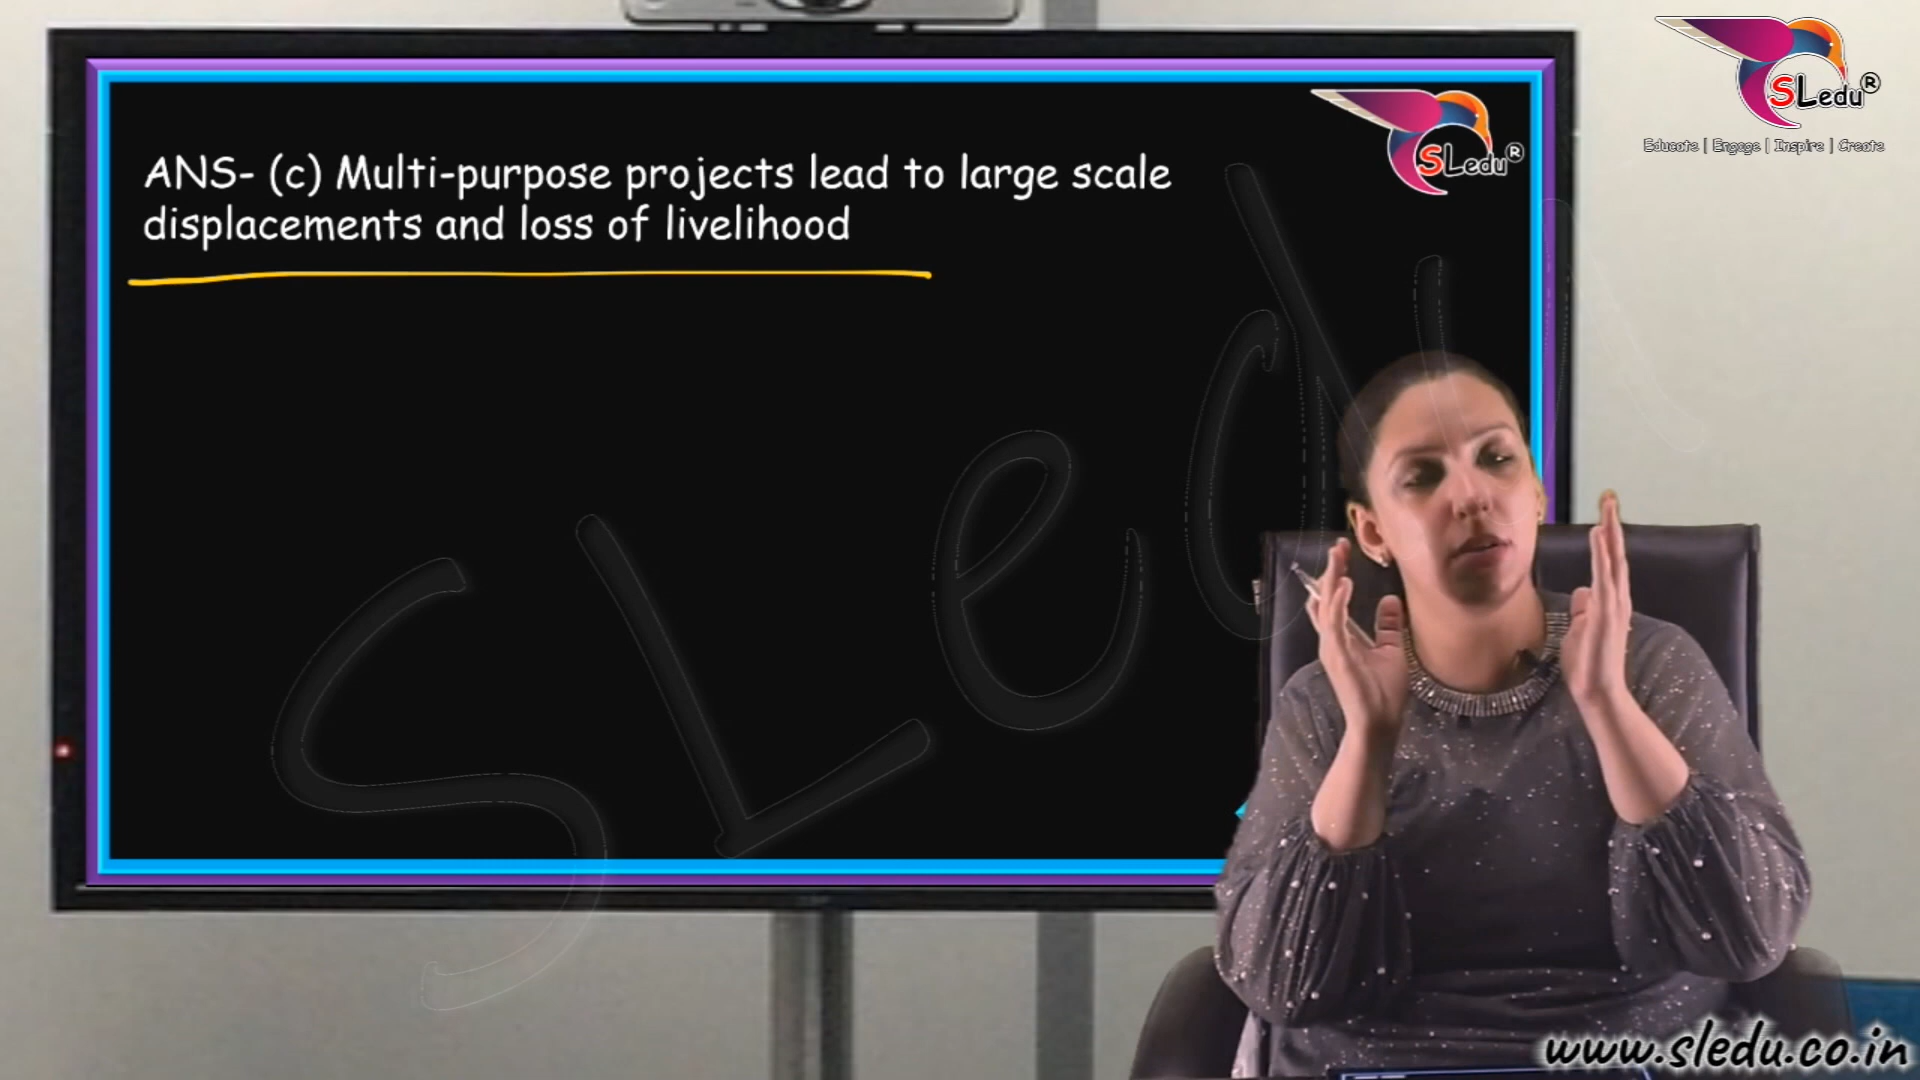 SLedu®
Educate | Engage | Inspire | Create
SLedu®
ANS- (c) Multi-purpose projects lead to large scale
displacements and loss of livelihood
SLedu
www.sledu.co.in